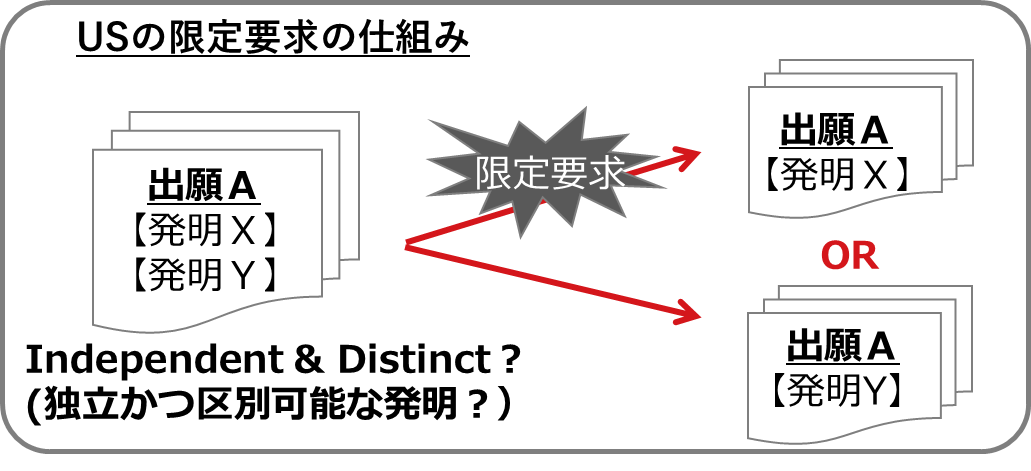 USの限定要求の仕組み
出願A
【発明X】
【発明Y】
限定要求
出願A
【発明X】
OR
出願A
【発明Y】
Independent & Distinct？
(独立かつ区別可能な発明？）